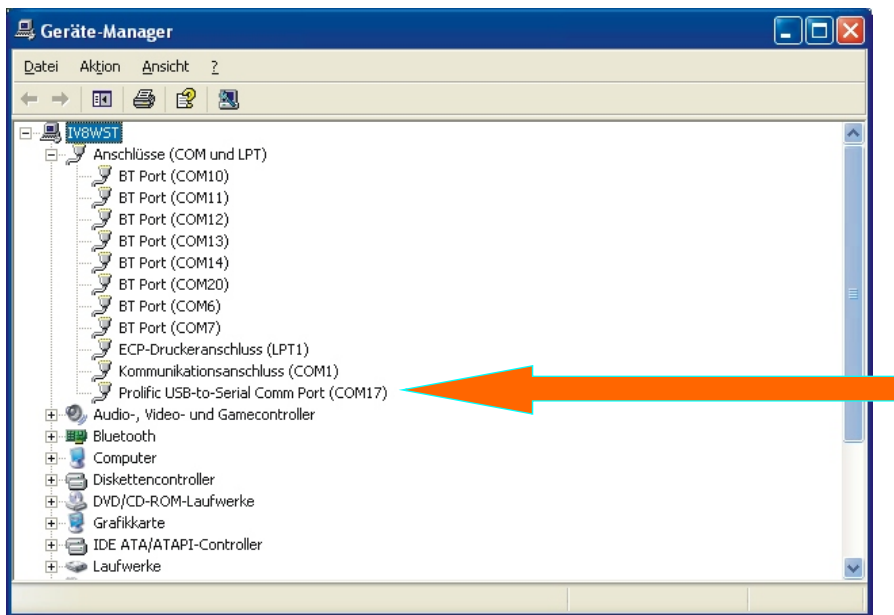 Geräte-Manager
Datei Aktion Ansicht ?
IV8WST
Anschlüsse (COM und LPT)
BT Port (COM10)
BT Port (COM11)
BT Port (COM12)
BT Port (COM13)
BT Port (COM14)
BT Port (COM20)
BT Port (COM6)
BT Port (COM7)
ECP-Druckeranschluss (LPT1)
Kommunikationsanschluss (COM1)
Prolific USB-to-Serial Comm Port (COM17)
Audio-, Video- und Gamecontroller
Bluetooth
Computer
Diskettencontroller
DVD/CD-ROM-Laufwerke
Grafikkarte
IDE ATA/ATAPI-Controller
Laufwerke